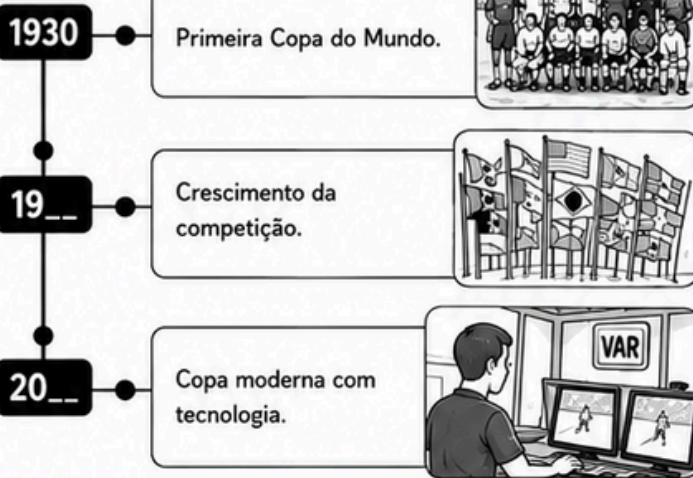 1930
Primeira Copa do Mundo.
19__
Crescimento da
competição.
VAR
20__
Copa moderna com
tecnologia.